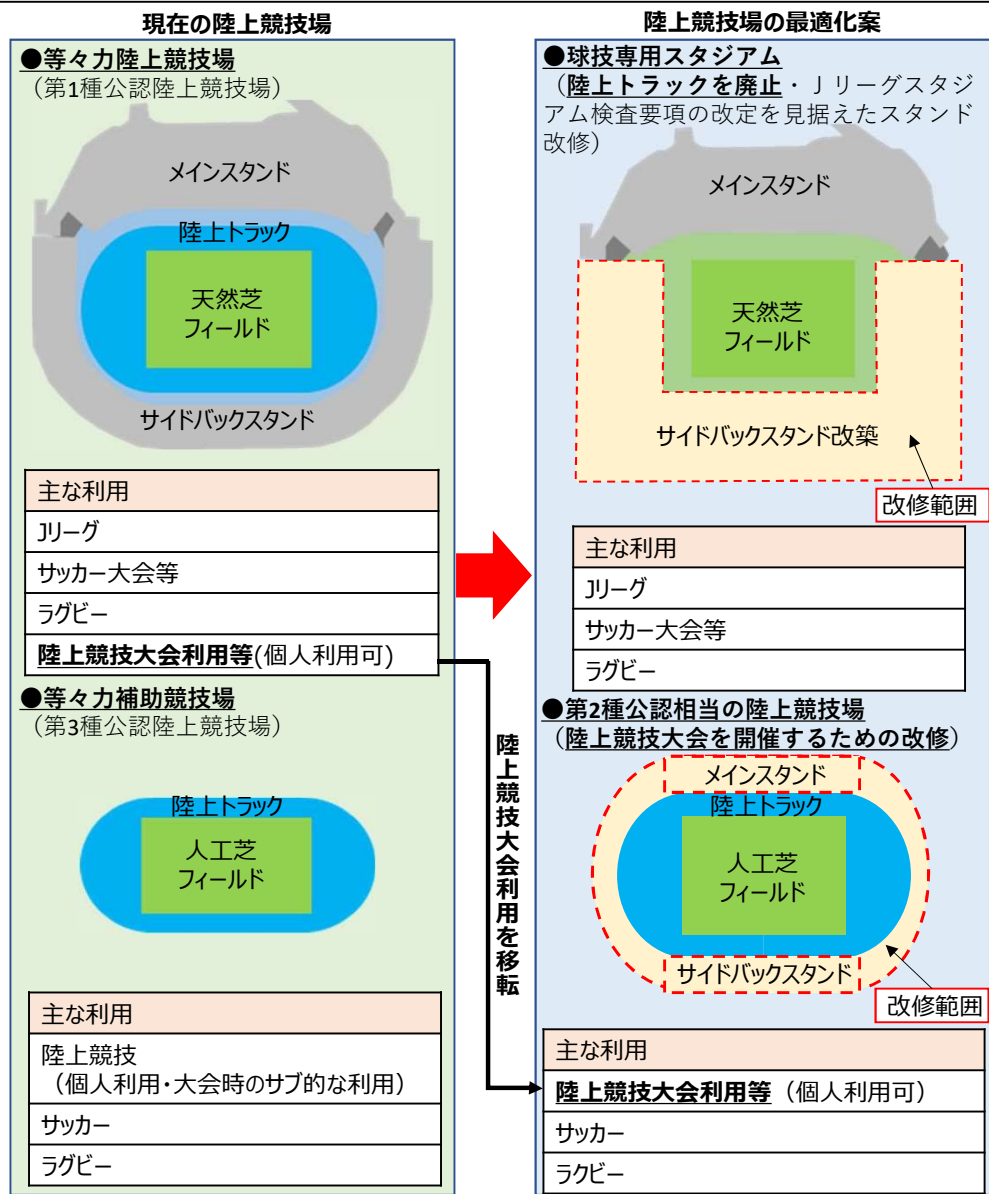 現在の陸上競技場
●等々力陸上競技場
（第1種公認陸上競技場）
メインスタンド
陸上トラック
天然芝
フィールド
サイドバックスタンド
主な利用
Jリーグ
サッカー大会等
ラグビー
陸上競技大会利用等(個人利用可)
●等々力補助競技場
（第3種公認陸上競技場）
陸上トラック
人工芝
フィールド
主な利用
陸上競技
（個人利用・大会時のサブ的な利用）
サッカー
ラグビー
陸上競技大会利用を移転
陸上競技場の最適化案
●球技専用スタジアム
（陸上トラックを廃止・Ｊリーグスタジ
アム検査要項の改定を見据えたスタンド
改修）
メインスタンド
天然芝
フィールド
サイドバックスタンド改築
改修範囲
主な利用
Jリーグ
サッカー大会等
ラグビー
●第2種公認相当の陸上競技場
（陸上競技大会を開催するための改修）
メインスタンド
陸上トラック
人工芝
フィールド
サイドバックスタンド
改修範囲
主な利用
陸上競技大会利用等（個人利用可）
サッカー
ラクビー